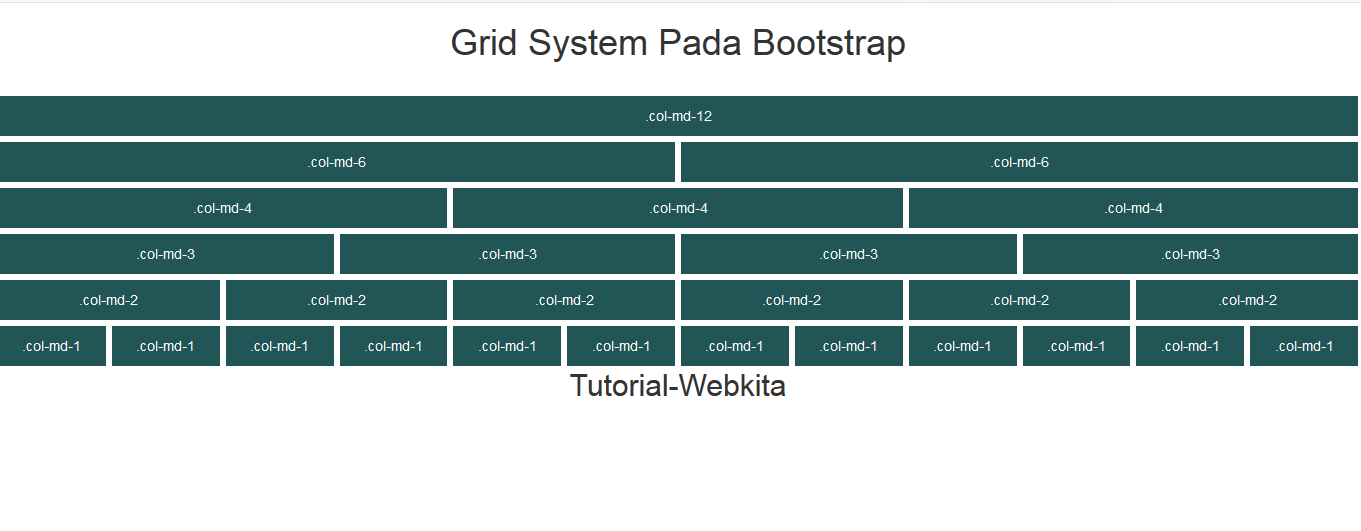 Grid System Pada Bootstrap
.col-md-12
.col-md-6 .col-md-6
.col-md-4 .col-md-4 .col-md-4
.col-md-3 .col-md-3 .col-md-3 .col-md-3
.col-md-2 .col-md-2 .col-md-2 .col-md-2 .col-md-2 .col-md-2
.col-md-1 .col-md-1 .col-md-1 .col-md-1 .col-md-1 .col-md-1 .col-md-1 .col-md-1 .col-md-1 .col-md-1 .col-md-1 .col-md-1
Tutorial-Webkita